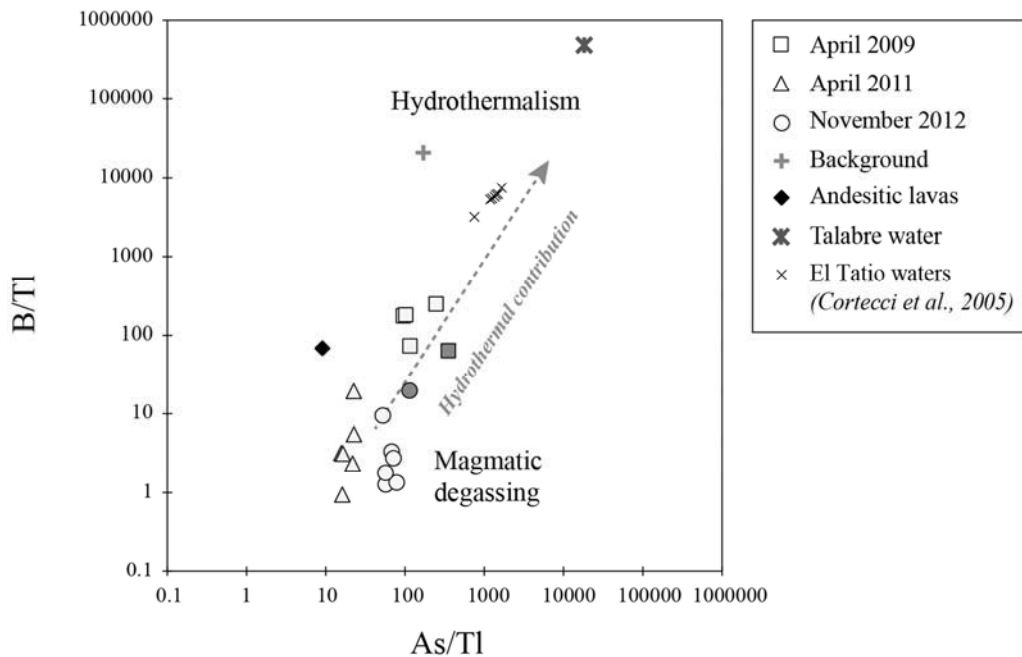 1000000
100000
10000
1000
100
10
1
0.1
B/Tl
Hydrothermalism
Hydrothermal contribution
Magmatic
degassing
0.1 1 10 100 1000 10000 100000 1000000
As/Tl
April 2009
April 2011
November 2012
Background
Andesitic lavas
Talabre water
El Tatio waters
(Cortecci et al., 2005)